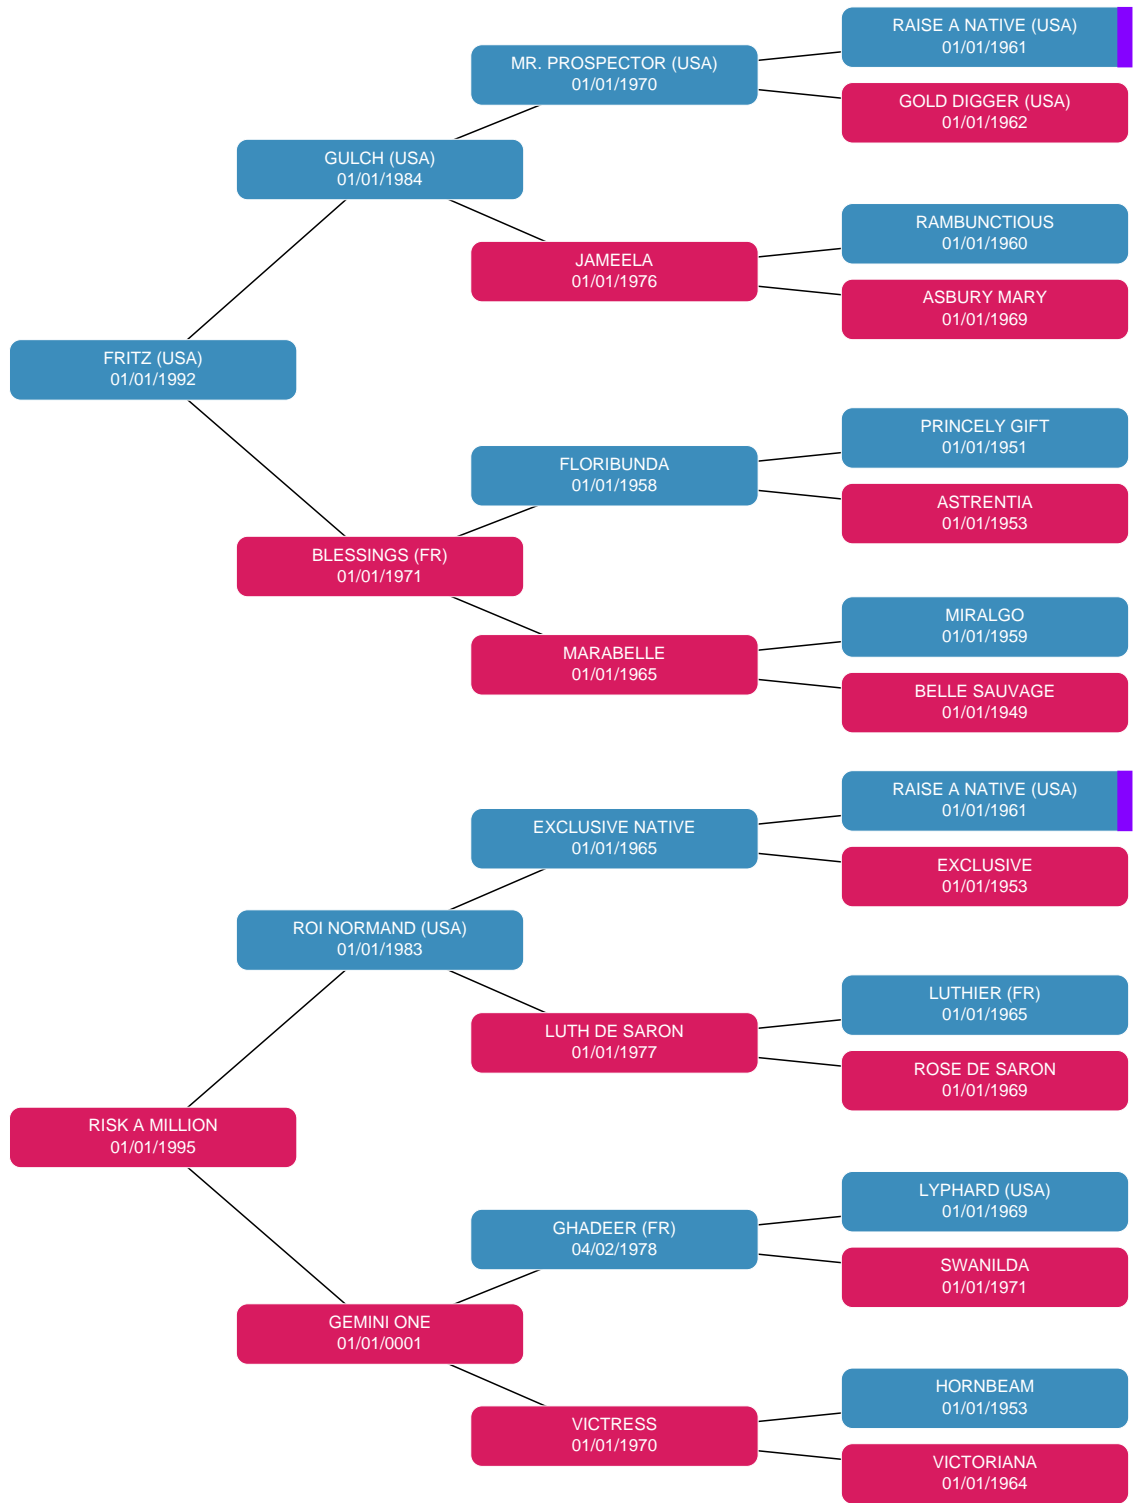 RAISE A NATIVE (USA)
01/01/1961
MR. PROSPECTOR (USA)
01/01/1970
GOLD DIGGER (USA)
01/01/1962
GULCH (USA)
01/01/1984
RAMBUNCTIOUS
01/01/1960
JAMEELA
01/01/1976
ASBURY MARY
01/01/1969
FRITZ (USA)
01/01/1992
PRINCELY GIFT
01/01/1951
FLORIBUNDA
01/01/1958
ASTRENTIA
01/01/1953
BLESSINGS (FR)
01/01/1971
MIRALGO
01/01/1959
MARABELLE
01/01/1965
BELLE SAUVAGE
01/01/1949
RAISE A NATIVE (USA)
01/01/1961
EXCLUSIVE NATIVE
01/01/1965
EXCLUSIVE
01/01/1953
ROI NORMAND (USA)
01/01/1983
LUTHIER (FR)
01/01/1965
LUTH DE SARON
01/01/1977
ROSE DE SARON
01/01/1969
RISK A MILLION
01/01/1995
LYPHARD (USA)
01/01/1969
GHADEER (FR)
04/02/1978
SWANILDA
01/01/1971
GEMINI ONE
01/01/0001
HORNBEAM
01/01/1953
VICTRESS
01/01/1970
VICTORIANA
01/01/1964